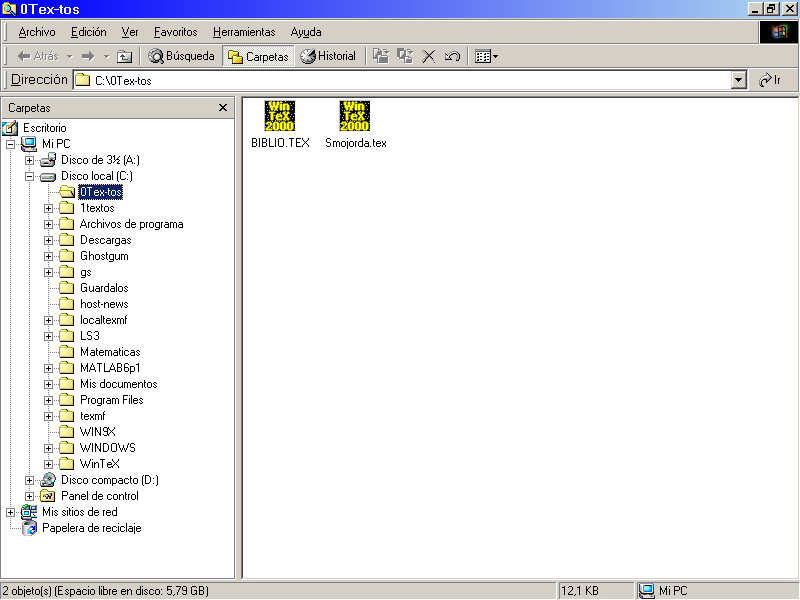 0Tex-tos
Archivo Edición Ver Favoritos Herramientas Ayuda
Atrás Búsqueda Carpetas Historial
Dirección C:\0Tex-tos Ir
Carpetas
Escritorio
Mi PC
Disco de 3½ (A:)
Disco local (C:)
0Tex-tos
1textos
Archivos de programa
Descargas
Ghostgum
gs
Guardalos
host-news
localtexmf
LS3
Matematicas
MATLAB6p1
Mis documentos
Program Files
texmf
WIN9X
WINDOWS
WinTeX
Disco compacto (D:)
Panel de control
Mis sitios de red
Papelera de reciclaje
Win TeX 2000
BIBLIO.TEX
Win TeX 2000
Smojorda.tex
2 objeto(s) (Espacio libre en disco: 5,79 GB) 12,1 KB Mi PC